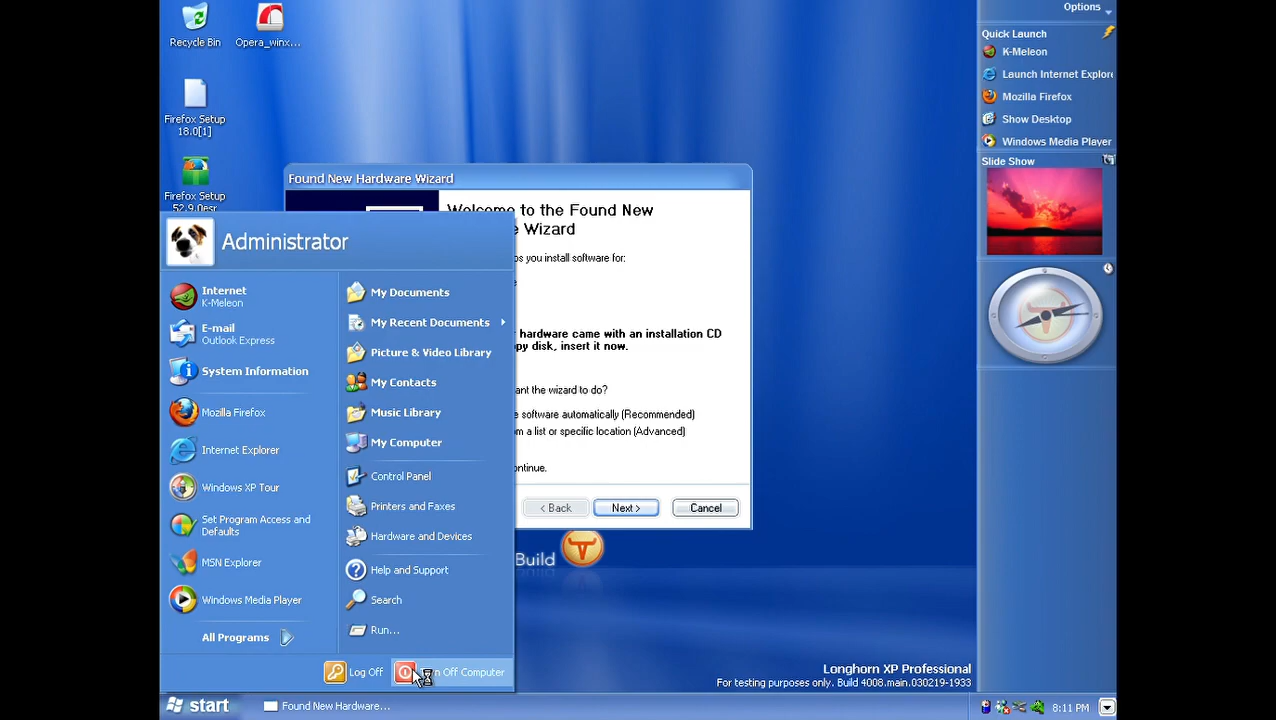 Recycle Bin
Opera_winx...
Firefox Setup
18.0[1]
Firefox Setup
52.9.0esr
Found New Hardware Wizard
Welcome to the Found New
Wizard
you install software for:
hardware came with an installation CD
disk, insert it now.
want the wizard to do?
software automatically (Recommended)
from a list or specific location (Advanced)
continue.
< Back
Next >
Cancel
Administrator
Internet
K-Meleon
E-mail
Outlook Express
System Information
Mozilla Firefox
Internet Explorer
Windows XP Tour
Set Program Access and
Defaults
MSN Explorer
Windows Media Player
All Programs
My Documents
My Recent Documents
Picture & Video Library
My Contacts
Music Library
My Computer
Control Panel
Printers and Faxes
Hardware and Devices
Help and Support
Search
Run...
Log Off
Turn Off Computer
Build
Options
Quick Launch
K-Meleon
Launch Internet Explore
Mozilla Firefox
Show Desktop
Windows Media Player
Slide Show
Longhorn XP Professional
For testing purposes only. Build 4008.main.030219-1933
start
Found New Hardware...
8:11 PM